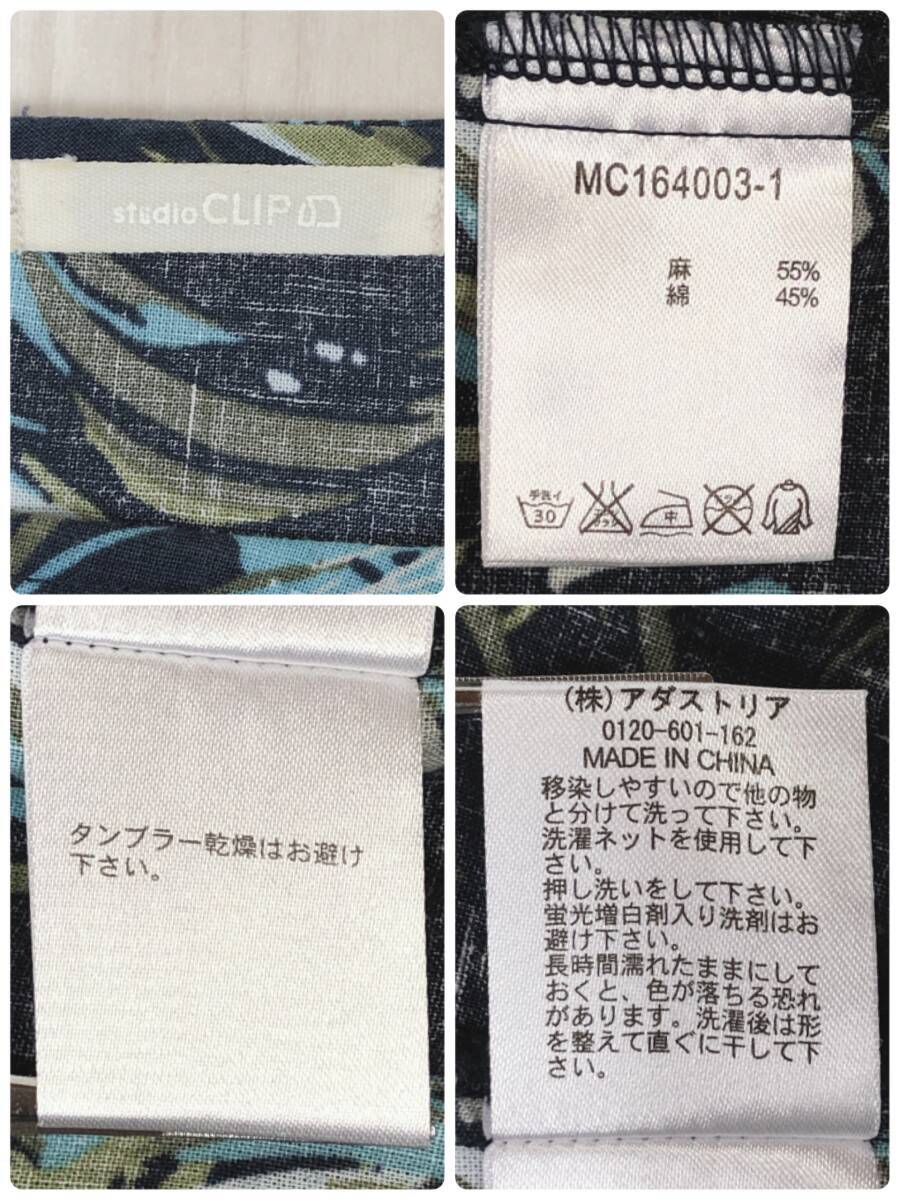 studio CLIP
MC164003-1
麻 55%
綿 45%
手洗イ
30
中
タンブラー乾燥はお避け
下さい。
(株)アダストリア
0120-601-162
MADE IN CHINA
移染しやすいので他の物
と分けて洗って下さい。
洗濯ネットを使用して下
さい。
押し洗いをして下さい。
蛍光増白剤入り洗剤はお
避け下さい。
長時間濡れたままにして
おくと、色が落ちる恐れ
があります。洗濯後は形
を整えて直ぐに干して下
さい。